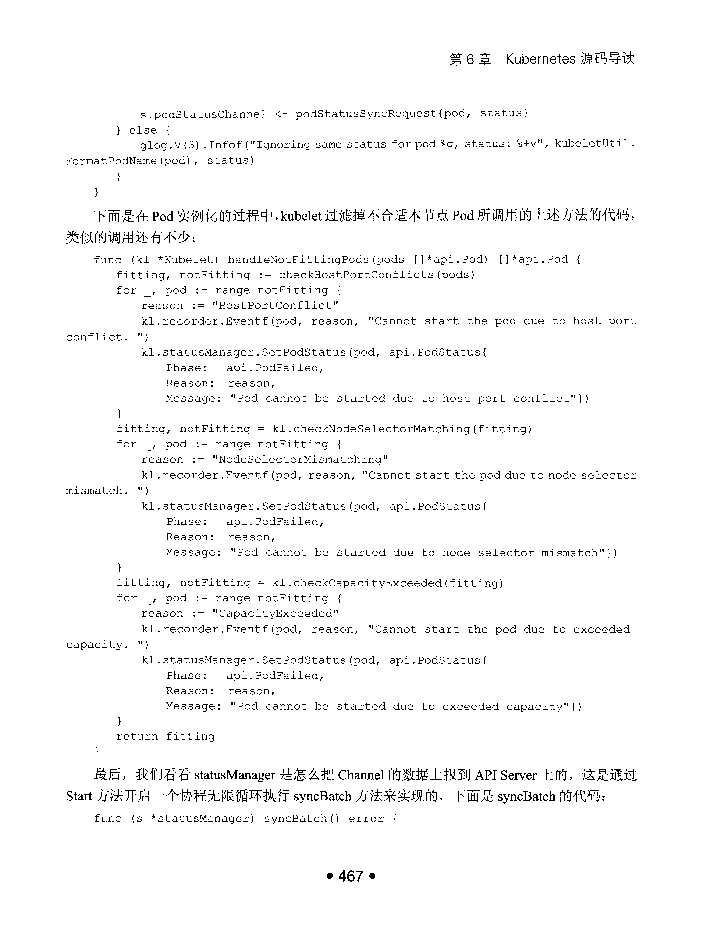 第 6 章　Kubernetes 源码导读
s.podStatusChannel <- podStatusSyncRequest{pod, status}
} else {
glog.V(3).Infof("Ignoring same status for pod %q, status: %+v", kubeletUtil.
FormatPodName(pod), status)
}
}
下面是在 Pod 实例化的过程中，kubelet 过滤掉不合适本节点 Pod 所调用的上述方法的代码，
类似的调用还有不少：
func (kl *Kubelet) handleNotFittingPods(pods []*api.Pod) []*api.Pod {
fitting, notFitting := checkHostPortConflicts(pods)
for _, pod := range notFitting {
reason := "HostPortConflict"
kl.recorder.Eventf(pod, reason, "Cannot start the pod due to host port
conflict. ")
kl.statusManager.SetPodStatus(pod, api.PodStatus{
Phase: api.PodFailed,
Reason: reason,
Message: "Pod cannot be started due to host port conflict"})
}
fitting, notFitting = kl.checkNodeSelectorMatching(fitting)
for _, pod := range notFitting {
reason := "NodeSelectorMismatching"
kl.recorder.Eventf(pod, reason, "Cannot start the pod due to node selector
mismatch. ")
kl.statusManager.SetPodStatus(pod, api.PodStatus{
Phase: api.PodFailed,
Reason: reason,
Message: "Pod cannot be started due to node selector mismatch"})
}
fitting, notFitting = kl.checkCapacityExceeded(fitting)
for _, pod := range notFitting {
reason := "CapacityExceeded"
kl.recorder.Eventf(pod, reason, "Cannot start the pod due to exceeded
capacity. ")
kl.statusManager.SetPodStatus(pod, api.PodStatus{
Phase: api.PodFailed,
Reason: reason,
Message: "Pod cannot be started due to exceeded capacity"})
}
return fitting
}
最后，我们看看 statusManager 是怎么把 Channel 的数据上报到 API Server 上的，这是通过
Start 方法开启一个协程无限循环执行 syncBatch 方法来实现的，下面是 syncBatch 的代码：
func (s *statusManager) syncBatch() error {
• 467 •